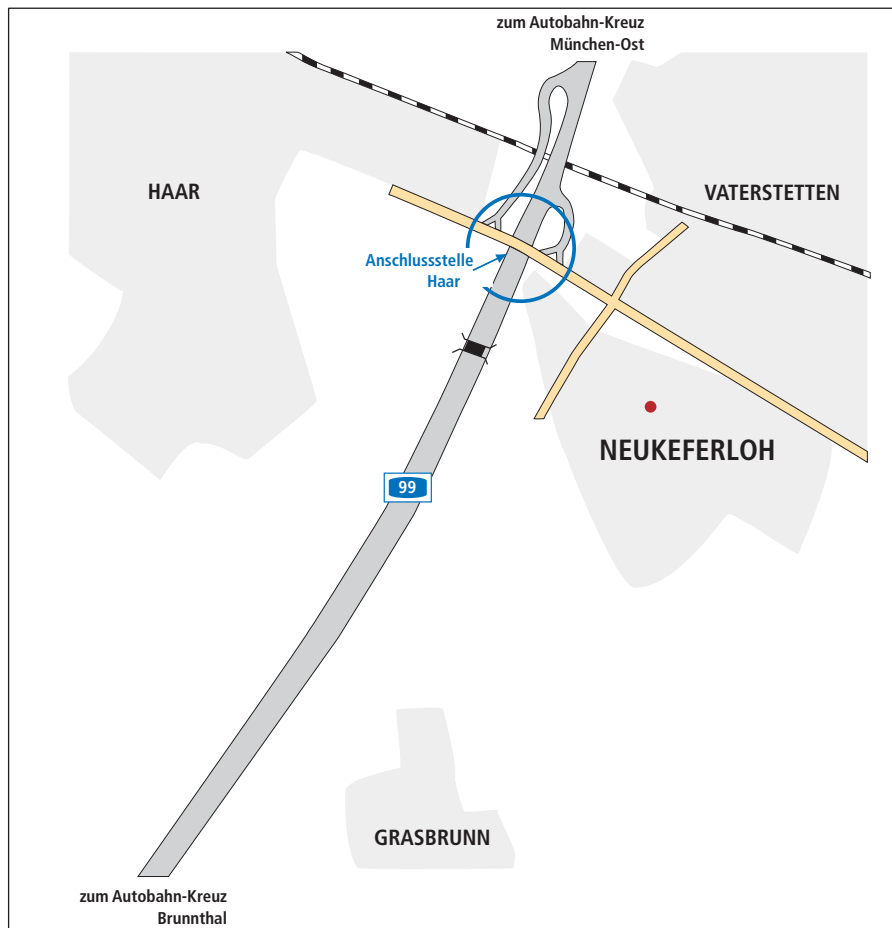 zum Autobahn-Kreuz
München-Ost
HAAR
VATERSTETTEN
Anschlussstelle
Haar
NEUKEFERLOH
99
GRASBRUNN
zum Autobahn-Kreuz
Brunnthal